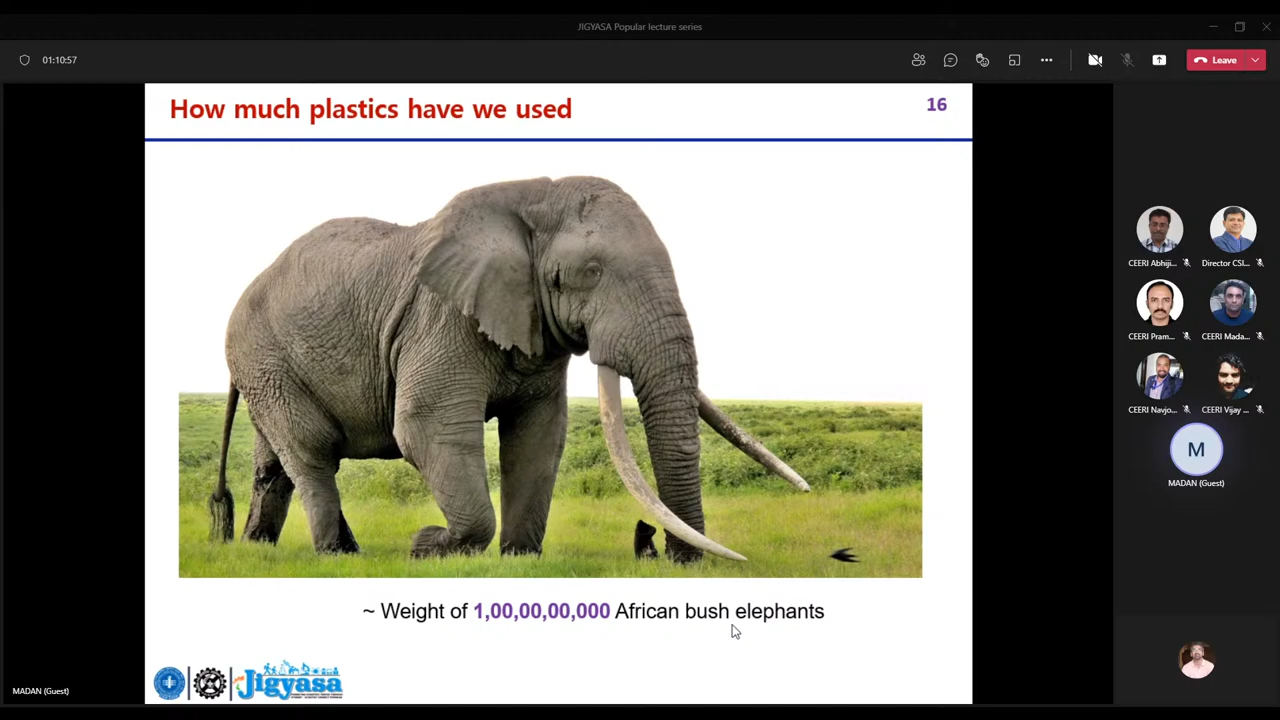 JIGYASA Popular lecture series
01:10:57
Leave
How much plastics have we used
16
CEERI Abhiji...
Director CSI...
CEERI Pram...
CEERI Mada...
CEERI Navjo...
CEERI Vijay ...
M
MADAN (Guest)
~ Weight of 1,00,00,00,000 African bush elephants
Jigyasa
MADAN (Guest)